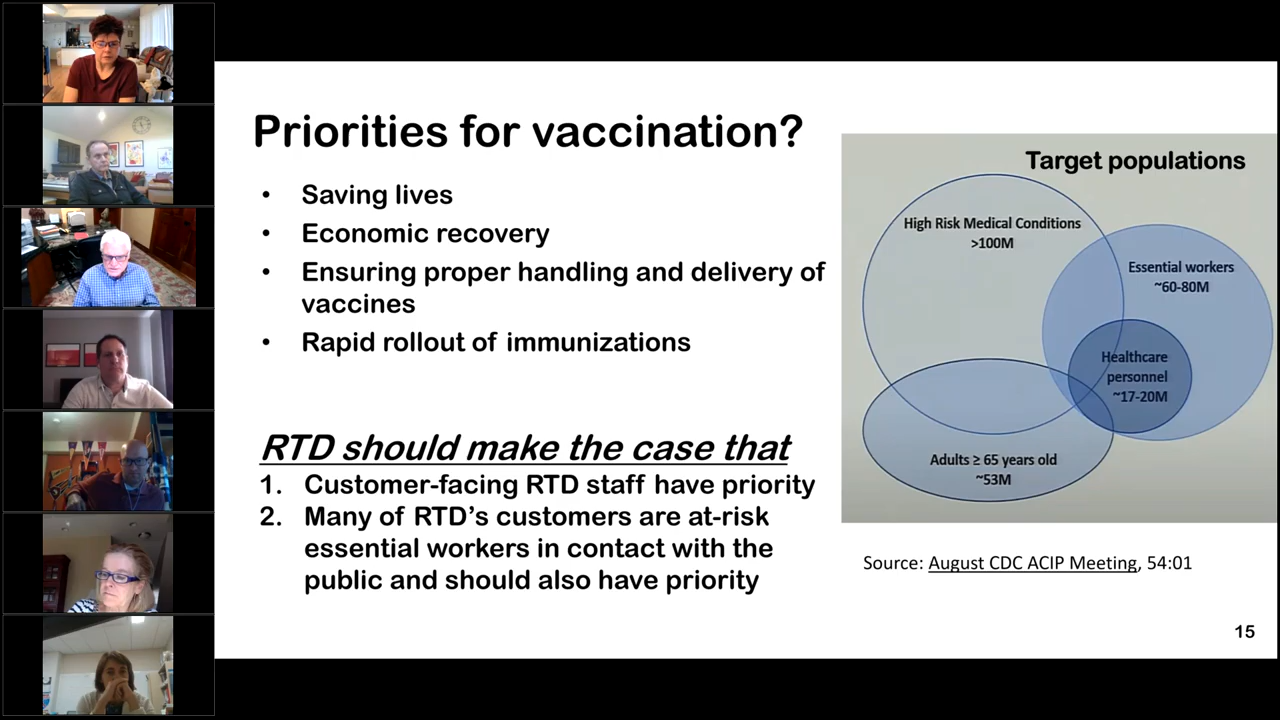 Priorities for vaccination?
• Saving lives
• Economic recovery
• Ensuring proper handling and delivery of
vaccines
• Rapid rollout of immunizations
RTD should make the case that
1. Customer-facing RTD staff have priority
2. Many of RTD's customers are at-risk
essential workers in contact with the
public and should also have priority
Target populations
High Risk Medical Conditions
>100M
Essential workers
~60-80M
Healthcare
personnel
~17-20M
Adults ≥ 65 years old
~53M
Source: August CDC ACIP Meeting, 54:01
15